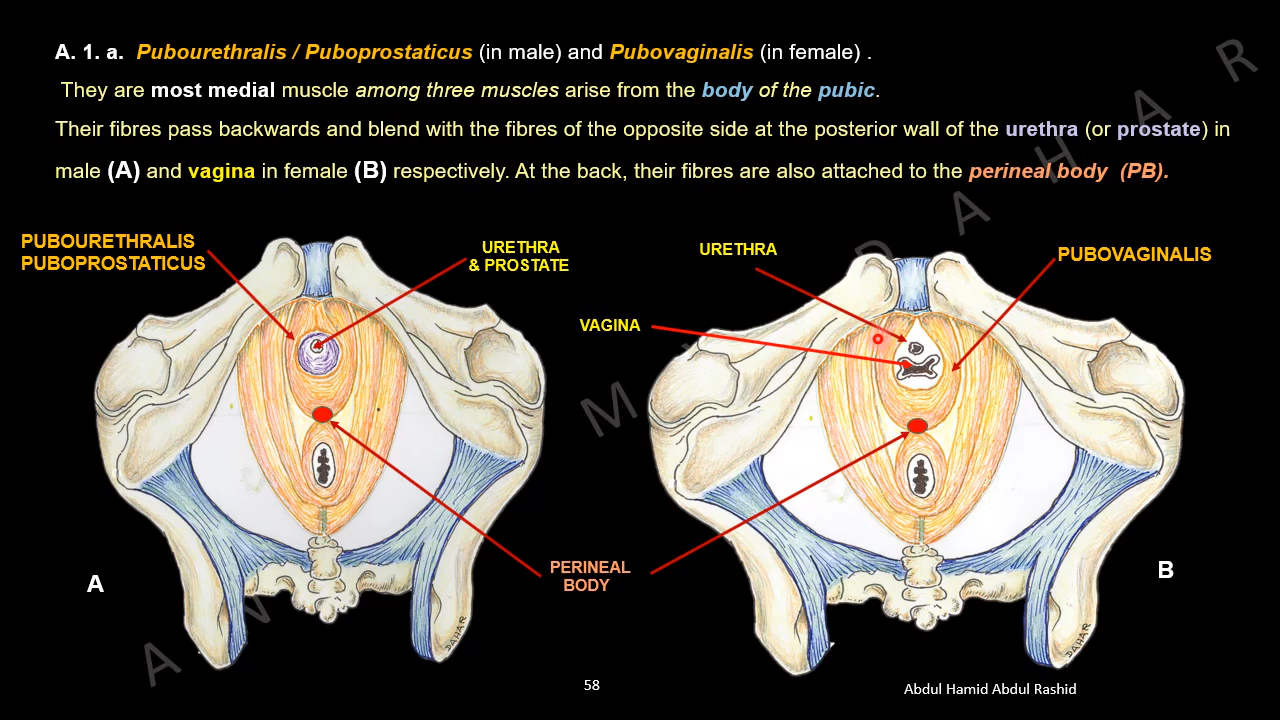 A. 1. a. Pubourethralis / Puboprostaticus (in male) and Pubovaginalis (in female) .
They are most medial muscle among three muscles arise from the body of the pubic.
Their fibres pass backwards and blend with the fibres of the opposite side at the posterior wall of the urethra (or prostate) in
male (A) and vagina in female (B) respectively. At the back, their fibres are also attached to the perineal body (PB).
PUBOURETHRALIS
PUBOPROSTATICUS
URETHRA
& PROSTATE
URETHRA
PUBOVAGINALIS
VAGINA
PERINEAL
BODY
A
B
DAHAR
DAHAR
58
Abdul Hamid Abdul Rashid